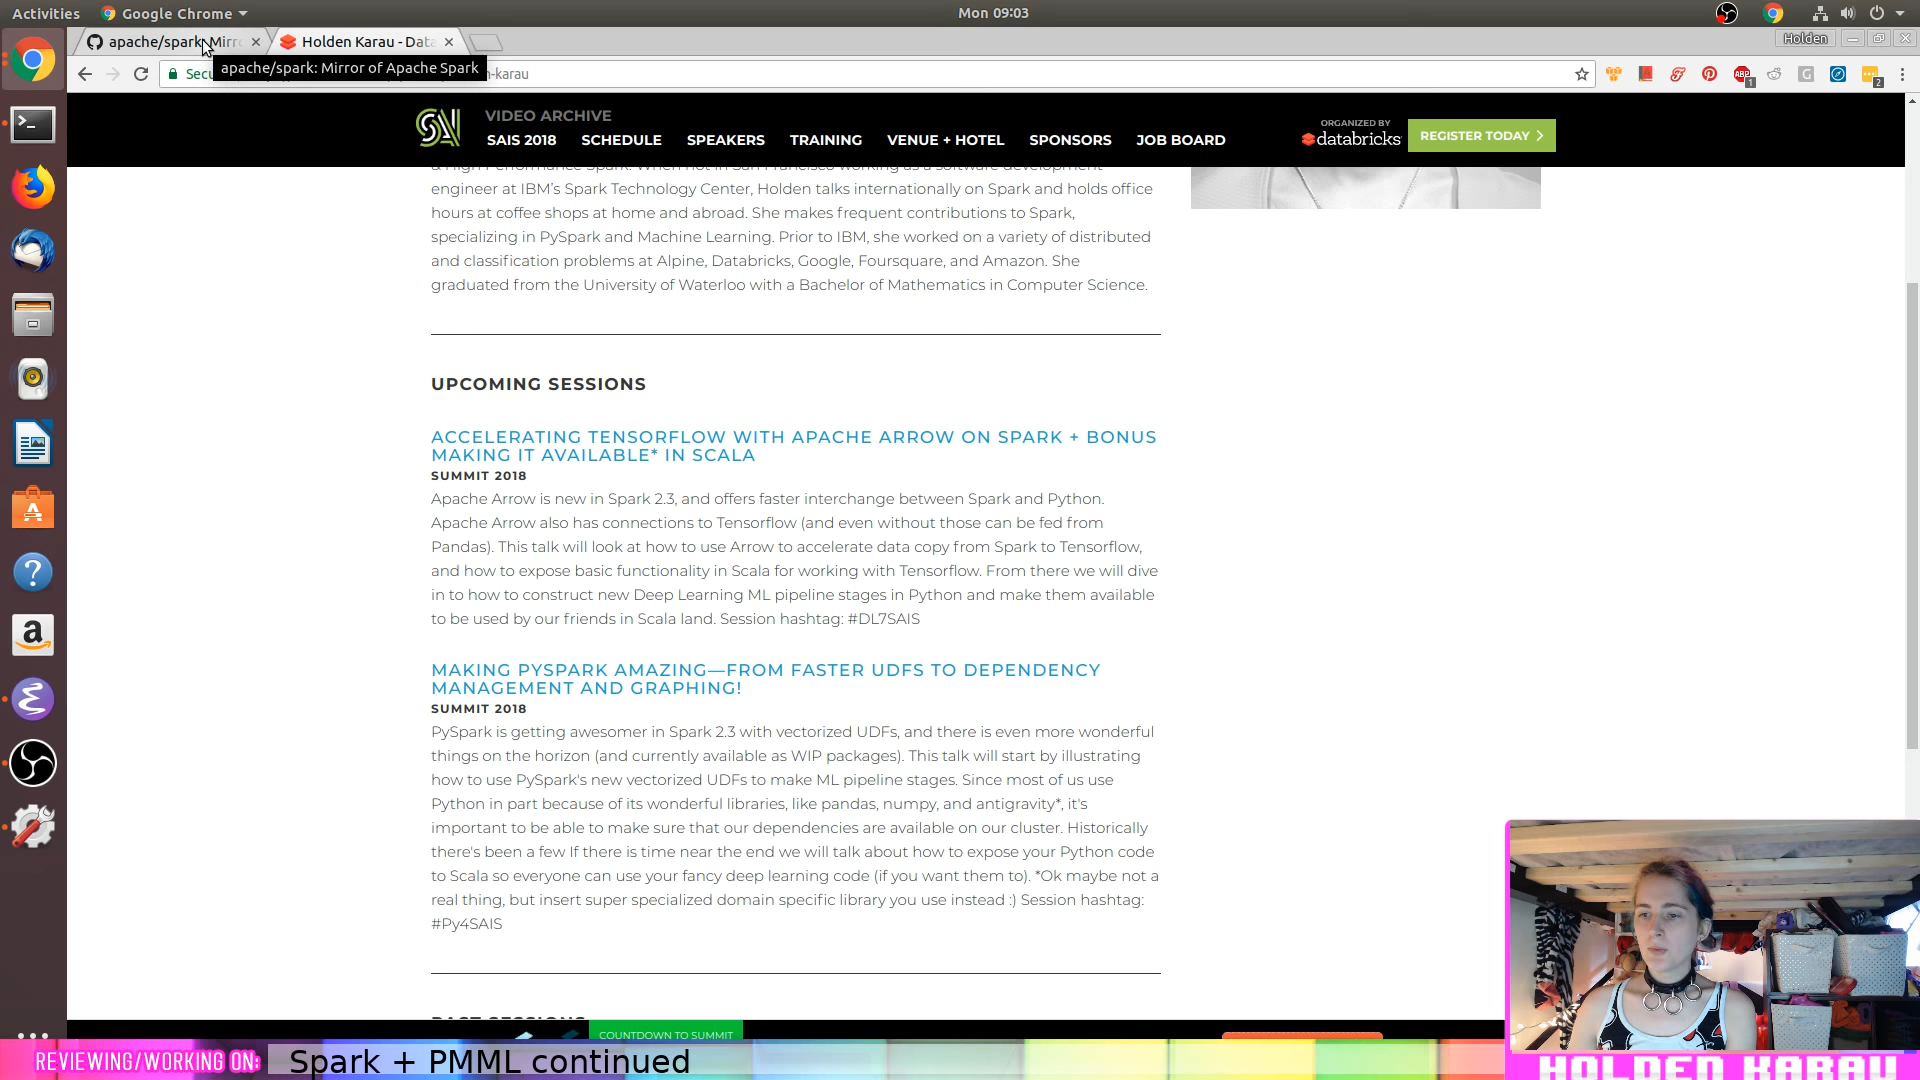 Activities
Google Chrome
Mon 09:03
apache/spark: Mirr
Holden Karau - Data
Holden
Secu
-karau
apache/spark: Mirror of Apache Spark
VIDEO ARCHIVE
SAIS 2018 SCHEDULE SPEAKERS TRAINING VENUE + HOTEL SPONSORS JOB BOARD
ORGANIZED BY
databricks
REGISTER TODAY
& High Performance Spark. When not in San Francisco working as a software development
engineer at IBM's Spark Technology Center, Holden talks internationally on Spark and holds office
hours at coffee shops at home and abroad. She makes frequent contributions to Spark,
specializing in PySpark and Machine Learning. Prior to IBM, she worked on a variety of distributed
and classification problems at Alpine, Databricks, Google, Foursquare, and Amazon. She
graduated from the University of Waterloo with a Bachelor of Mathematics in Computer Science.
UPCOMING SESSIONS
ACCELERATING TENSORFLOW WITH APACHE ARROW ON SPARK + BONUS
MAKING IT AVAILABLE* IN SCALA
SUMMIT 2018
Apache Arrow is new in Spark 2.3, and offers faster interchange between Spark and Python.
Apache Arrow also has connections to Tensorflow (and even without those can be fed from
Pandas). This talk will look at how to use Arrow to accelerate data copy from Spark to Tensorflow,
and how to expose basic functionality in Scala for working with Tensorflow. From there we will dive
in to how to construct new Deep Learning ML pipeline stages in Python and make them available
to be used by our friends in Scala land. Session hashtag: #DL7SAIS
MAKING PYSPARK AMAZING—FROM FASTER UDFS TO DEPENDENCY
MANAGEMENT AND GRAPHING!
SUMMIT 2018
PySpark is getting awesomer in Spark 2.3 with vectorized UDFs, and there is even more wonderful
things on the horizon (and currently available as WIP packages). This talk will start by illustrating
how to use PySpark's new vectorized UDFs to make ML pipeline stages. Since most of us use
Python in part because of its wonderful libraries, like pandas, numpy, and antigravity*, it's
important to be able to make sure that our dependencies are available on our cluster. Historically
there's been a few If there is time near the end we will talk about how to expose your Python code
to Scala so everyone can use your fancy deep learning code (if you want them to). *Ok maybe not a
real thing, but insert super specialized domain specific library you use instead :) Session hashtag:
#Py4SAIS
PAST SESSIONS
COUNTDOWN TO SUMMIT
REVIEWING/WORKING ON: Spark + PMML continued
HOLDEN KARAU